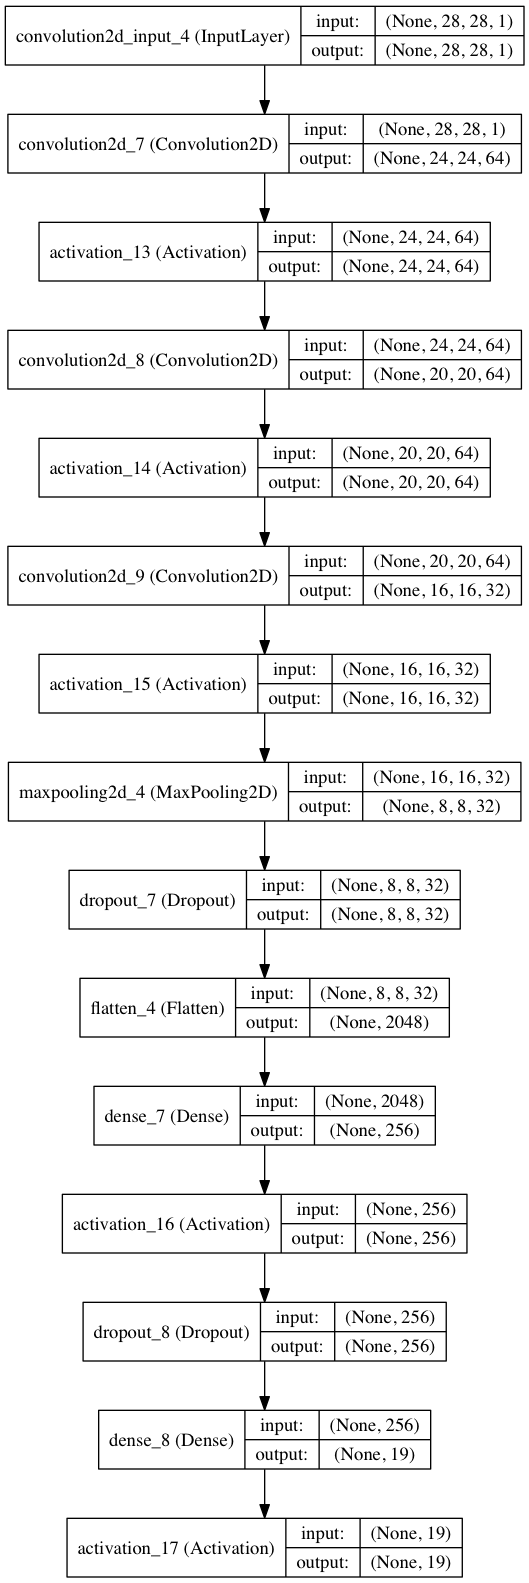 convolution2d_input_4 (InputLayer)
input: (None, 28, 28, 1)
output: (None, 28, 28, 1)
convolution2d_7 (Convolution2D)
input: (None, 28, 28, 1)
output: (None, 24, 24, 64)
activation_13 (Activation)
input: (None, 24, 24, 64)
output: (None, 24, 24, 64)
convolution2d_8 (Convolution2D)
input: (None, 24, 24, 64)
output: (None, 20, 20, 64)
activation_14 (Activation)
input: (None, 20, 20, 64)
output: (None, 20, 20, 64)
convolution2d_9 (Convolution2D)
input: (None, 20, 20, 64)
output: (None, 16, 16, 32)
activation_15 (Activation)
input: (None, 16, 16, 32)
output: (None, 16, 16, 32)
maxpooling2d_4 (MaxPooling2D)
input: (None, 16, 16, 32)
output: (None, 8, 8, 32)
dropout_7 (Dropout)
input: (None, 8, 8, 32)
output: (None, 8, 8, 32)
flatten_4 (Flatten)
input: (None, 8, 8, 32)
output: (None, 2048)
dense_7 (Dense)
input: (None, 2048)
output: (None, 256)
activation_16 (Activation)
input: (None, 256)
output: (None, 256)
dropout_8 (Dropout)
input: (None, 256)
output: (None, 256)
dense_8 (Dense)
input: (None, 256)
output: (None, 19)
activation_17 (Activation)
input: (None, 19)
output: (None, 19)